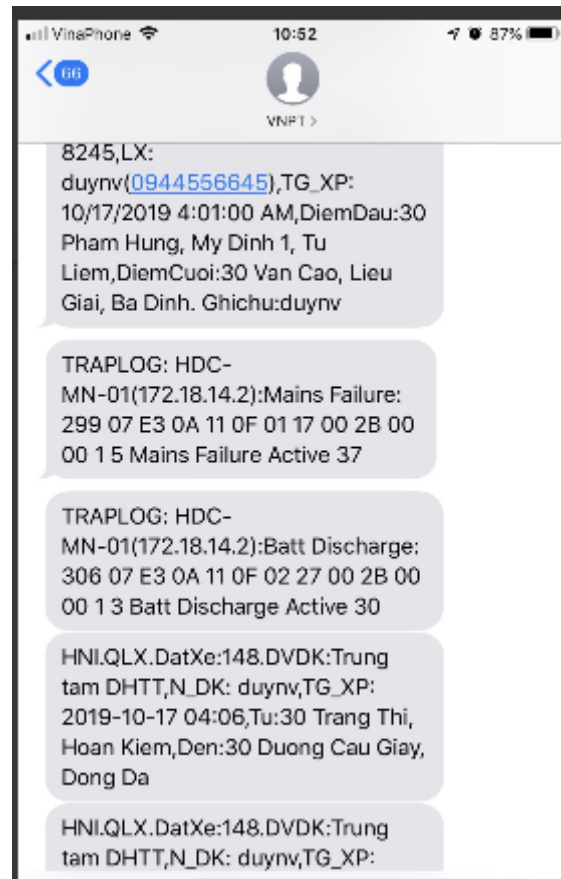 VinaPhone 10:52 87%
66
VNPT >
8245,LX:
duynv(0944556645),TG_XP:
10/17/2019 4:01:00 AM,DiemDau:30
Pham Hung, My Dinh 1, Tu
Liem,DiemCuoi:30 Van Cao, Lieu
Giai, Ba Dinh. Ghichu:duynv
TRAPLOG: HDC-
MN-01(172.18.14.2):Mains Failure:
299 07 E3 0A 11 0F 01 17 00 2B 00
00 1 5 Mains Failure Active 37
TRAPLOG: HDC-
MN-01(172.18.14.2):Batt Discharge:
306 07 E3 0A 11 0F 02 27 00 2B 00
00 1 3 Batt Discharge Active 30
HNI.QLX.DatXe:148.DVDK:Trung
tam DHTT,N_DK: duynv,TG_XP:
2019-10-17 04:06,Tu:30 Trang Thi,
Hoan Kiem,Den:30 Duong Cau Giay,
Dong Da
HNI.QLX.DatXe:148.DVDK:Trung
tam DHTT,N_DK: duynv,TG_XP: